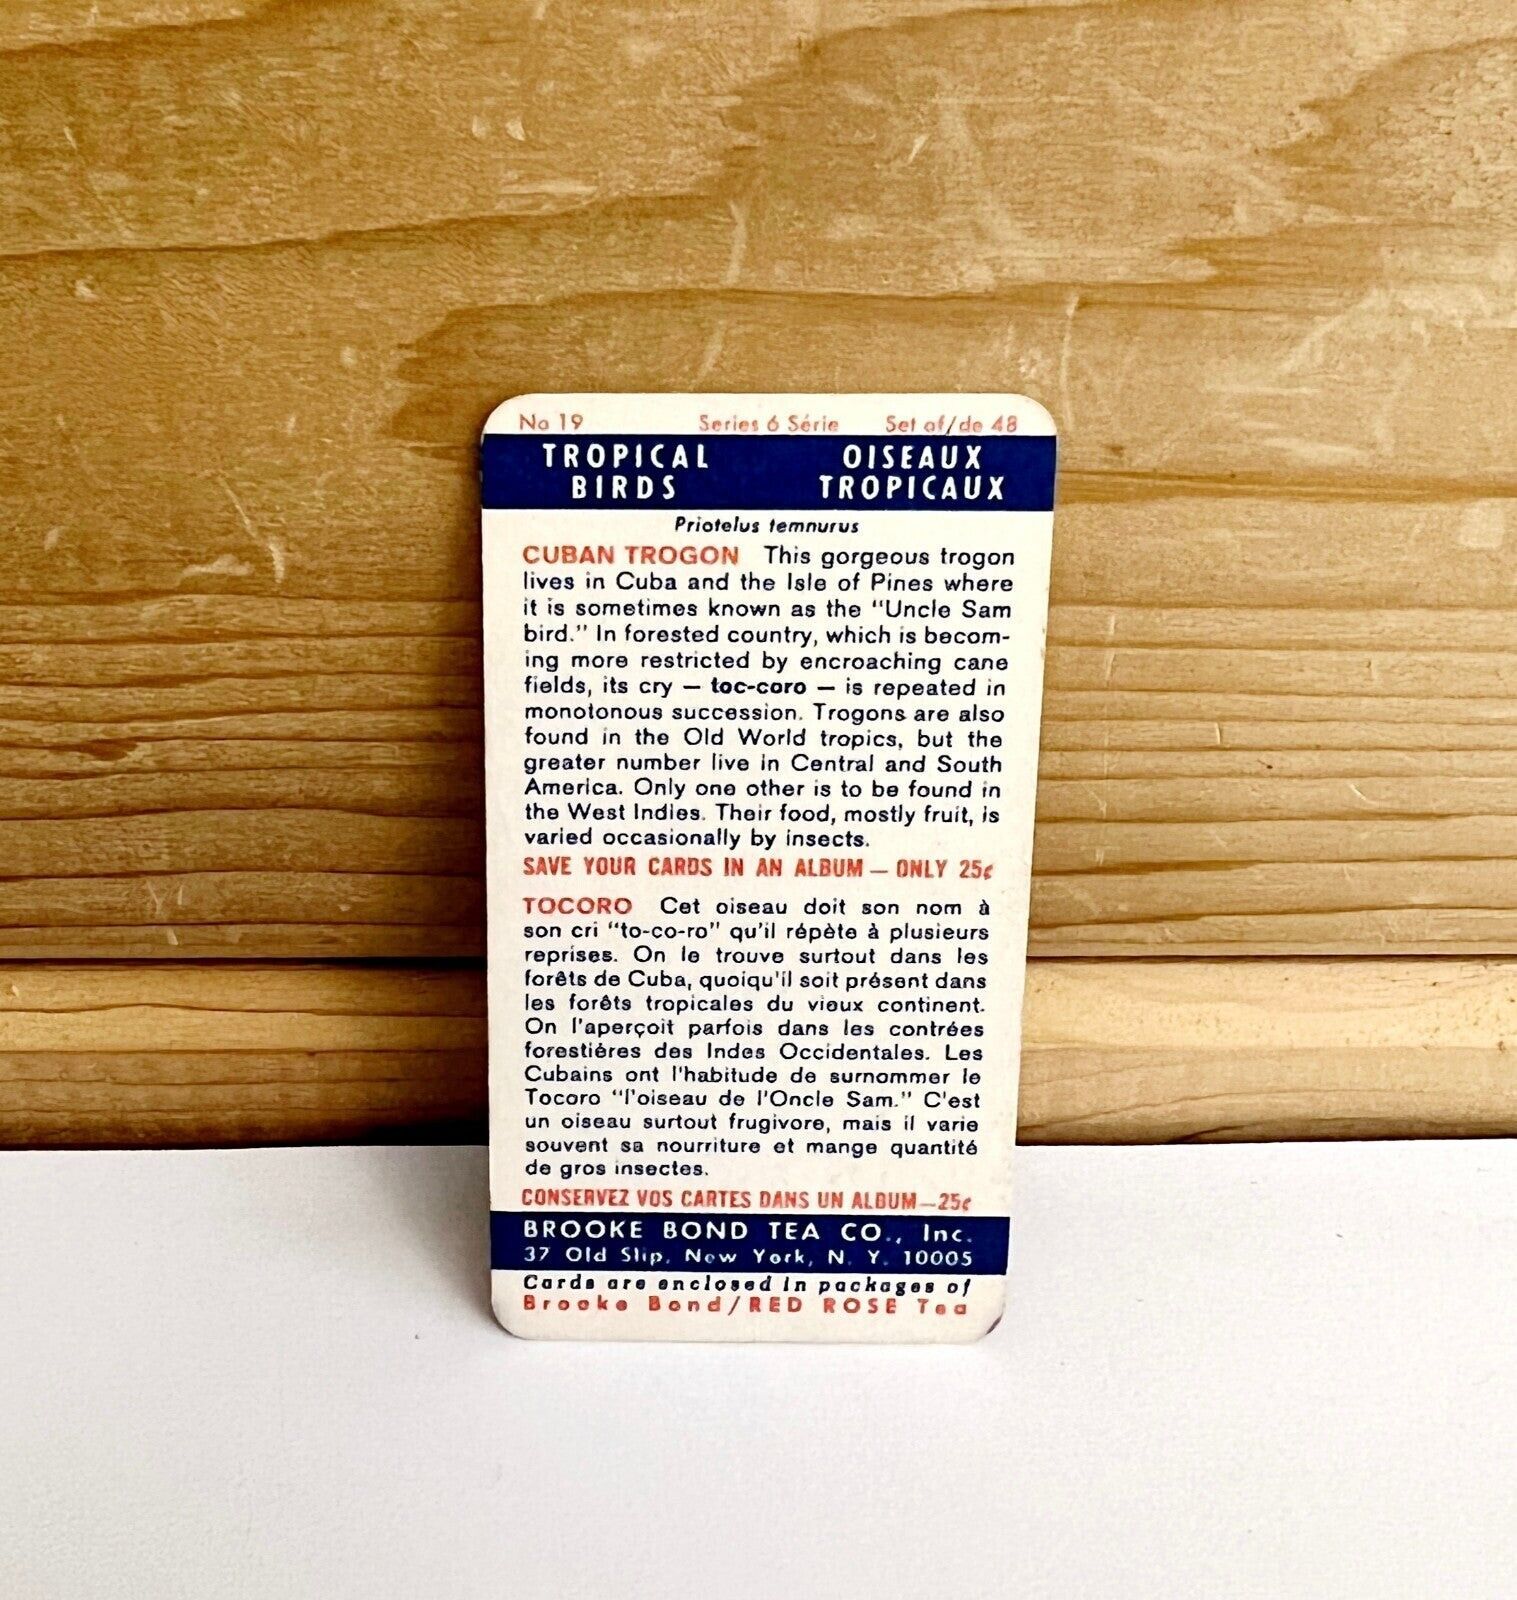 No 19 Series 6 Série Set of/de 48
TROPICAL BIRDS
OISEAUX TROPICAUX
Priotelus temnurus
CUBAN TROGON This gorgeous trogon
lives in Cuba and the Isle of Pines where
it is sometimes known as the "Uncle Sam
bird." In forested country, which is becom-
ing more restricted by encroaching cane
fields, its cry — toc-coro — is repeated in
monotonous succession. Trogons are also
found in the Old World tropics, but the
greater number live in Central and South
America. Only one other is to be found in
the West Indies. Their food, mostly fruit, is
varied occasionally by insects.
SAVE YOUR CARDS IN AN ALBUM — ONLY 25¢
TOCORO Cet oiseau doit son nom à
son cri "to-co-ro" qu'il répète à plusieurs
reprises. On le trouve surtout dans les
forêts de Cuba, quoiqu'il soit présent dans
les forêts tropicales du vieux continent.
On l'aperçoit parfois dans les contrées
forestières des Indes Occidentales. Les
Cubains ont l'habitude de surnommer le
Tocoro "l'oiseau de l'Oncle Sam." C'est
un oiseau surtout frugivore, mais il varie
souvent sa nourriture et mange quantité
de gros insectes.
CONSERVEZ VOS CARTES DANS UN ALBUM—25¢
BROOKE BOND TEA CO., Inc.
37 Old Slip, New York, N. Y. 10005
Cards are enclosed in packages of
Brooke Bond/RED ROSE Tea